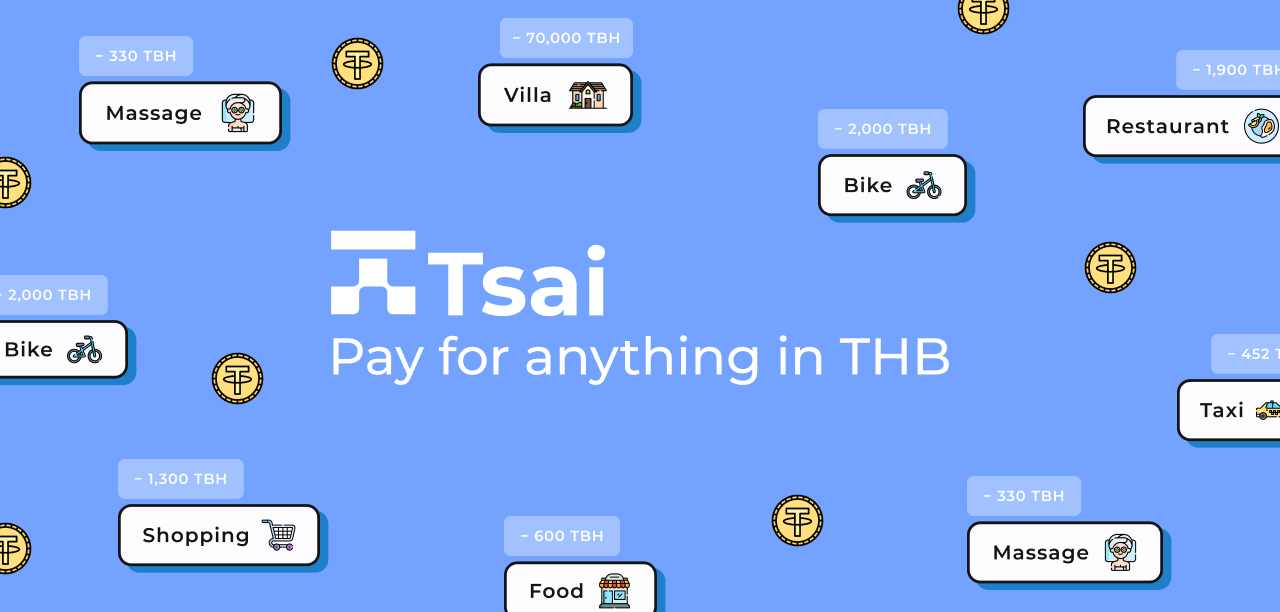 − 330 TBH
Massage
− 70,000 TBH
Villa
− 2,000 TBH
Bike
− 1,900 TBH
Restaurant
Tsai
Pay for anything in THB
− 2,000 TBH
Bike
− 452 T
Taxi
− 1,300 TBH
Shopping
− 600 TBH
Food
− 330 TBH
Massage